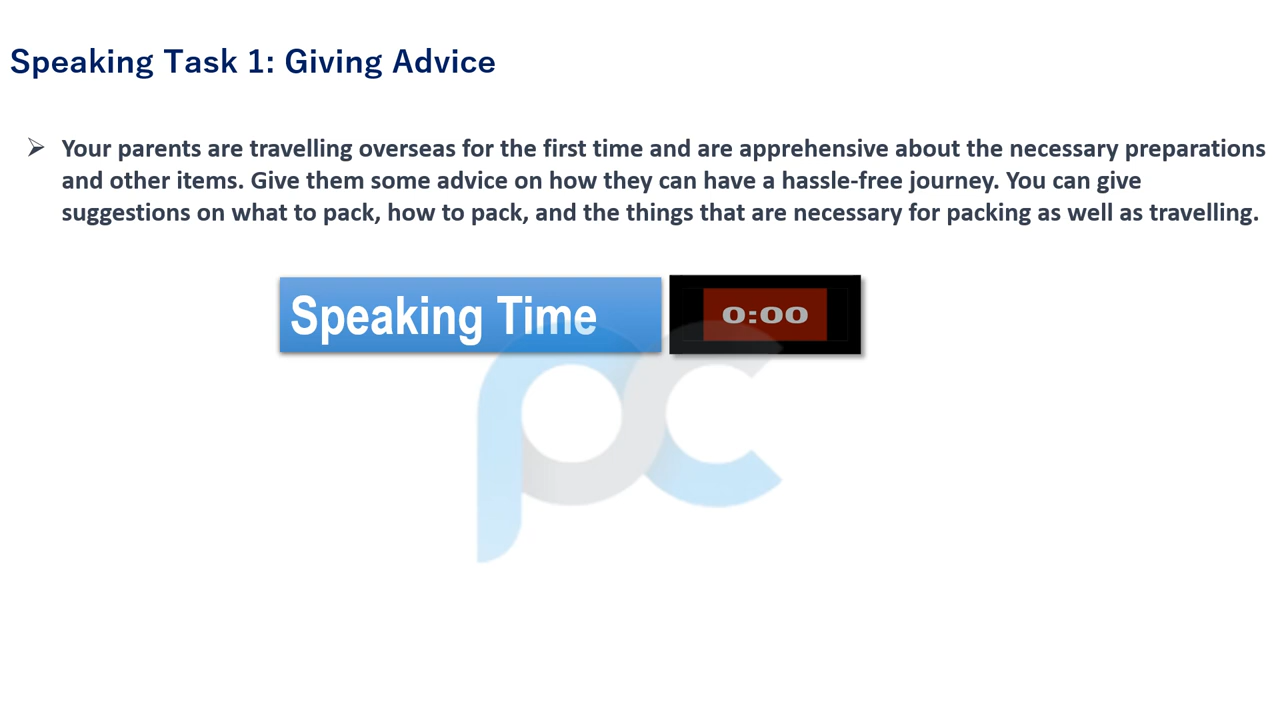 Speaking Task 1: Giving Advice
➢ Your parents are travelling overseas for the first time and are apprehensive about the necessary preparations
and other items. Give them some advice on how they can have a hassle-free journey. You can give
suggestions on what to pack, how to pack, and the things that are necessary for packing as well as travelling.
Speaking Time 0:00
pc